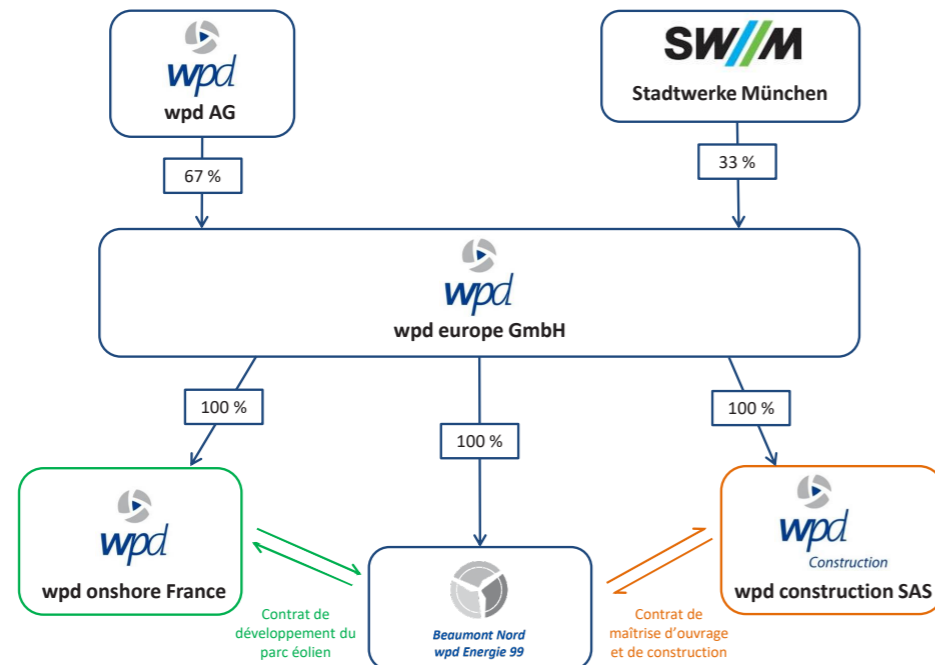 wpd
wpd AG
SW//M
Stadtwerke München
67 %
33 %
wpd
wpd europe GmbH
100 %
100 %
100 %
wpd
wpd onshore France
wpd
Construction
wpd construction SAS
Contrat de
développement du
parc éolien
Beaumont Nord
wpd Energie 99
Contrat de
maîtrise d'ouvrage
et de construction